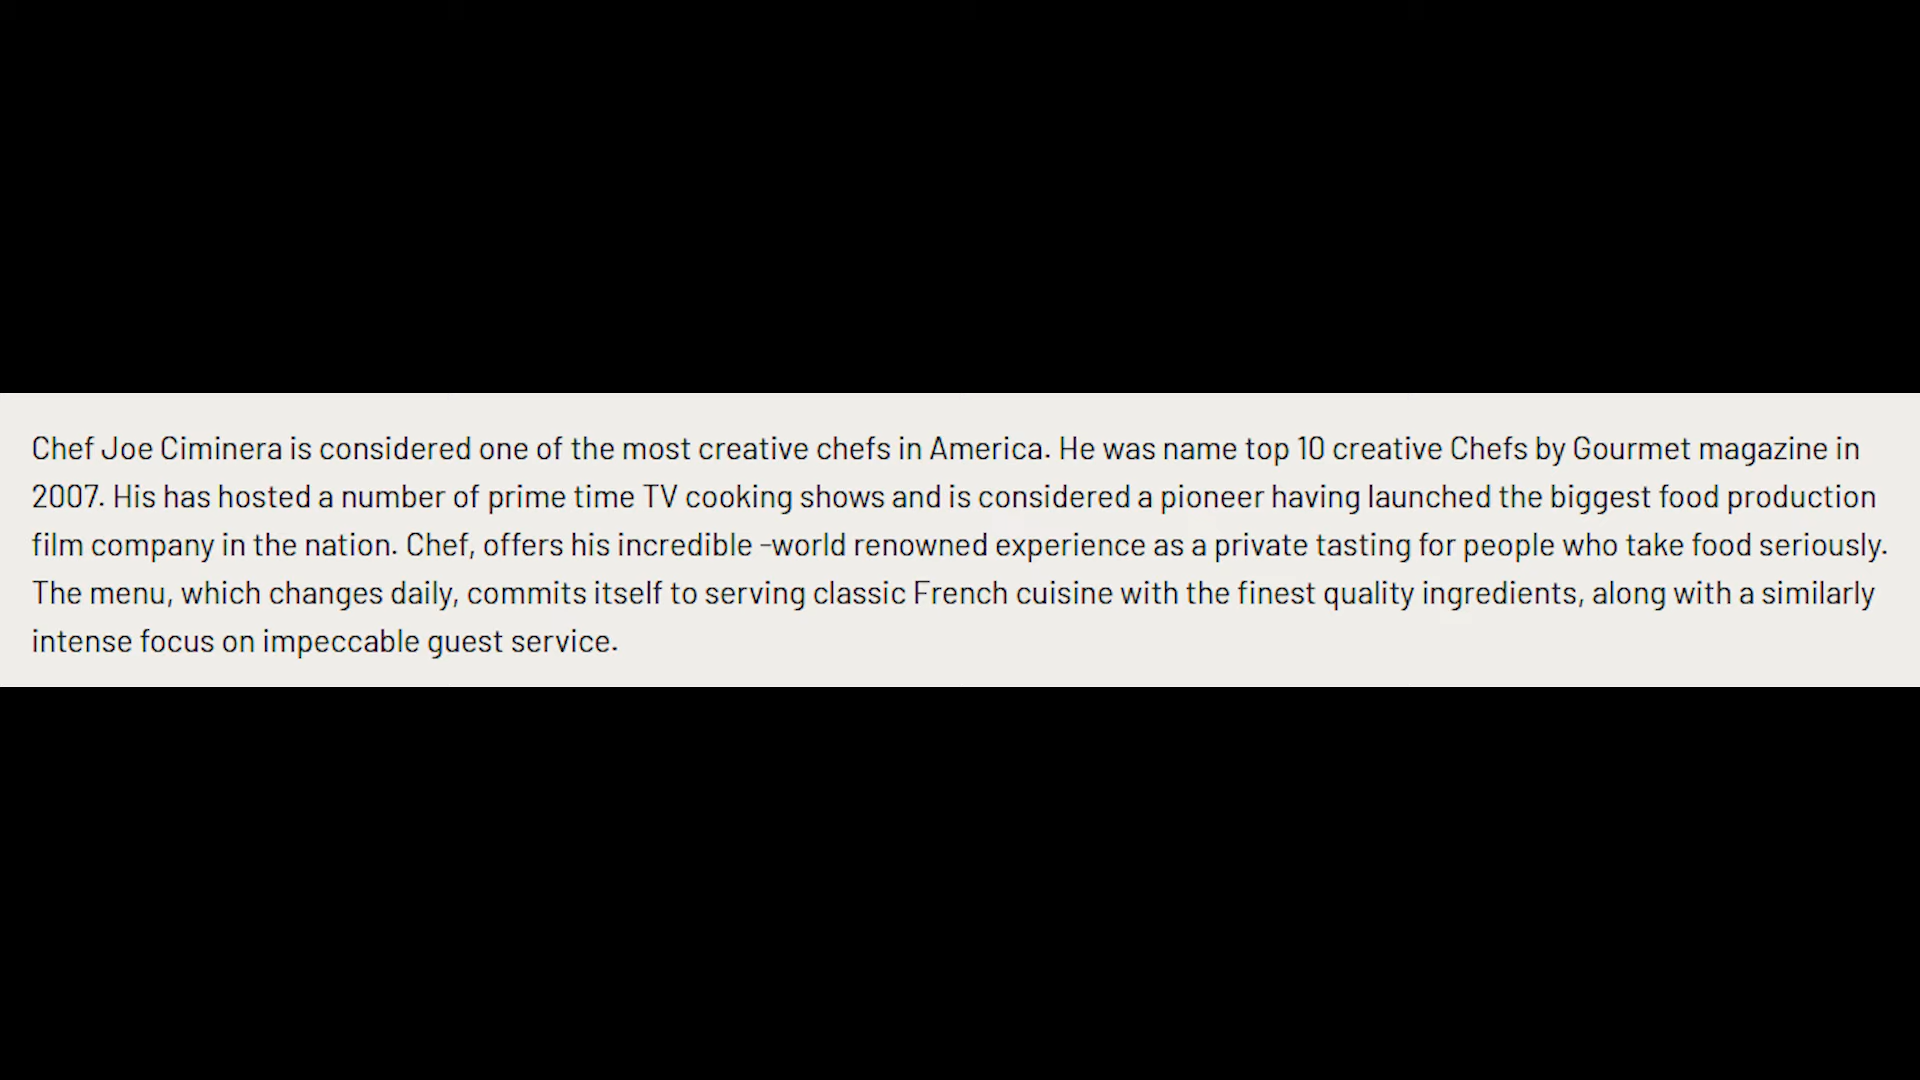 Chef Joe Ciminera is considered one of the most creative chefs in America. He was name top 10 creative Chefs by Gourmet magazine in
2007. His has hosted a number of prime time TV cooking shows and is considered a pioneer having launched the biggest food production
film company in the nation. Chef, offers his incredible -world renowned experience as a private tasting for people who take food seriously.
The menu, which changes daily, commits itself to serving classic French cuisine with the finest quality ingredients, along with a similarly
intense focus on impeccable guest service.